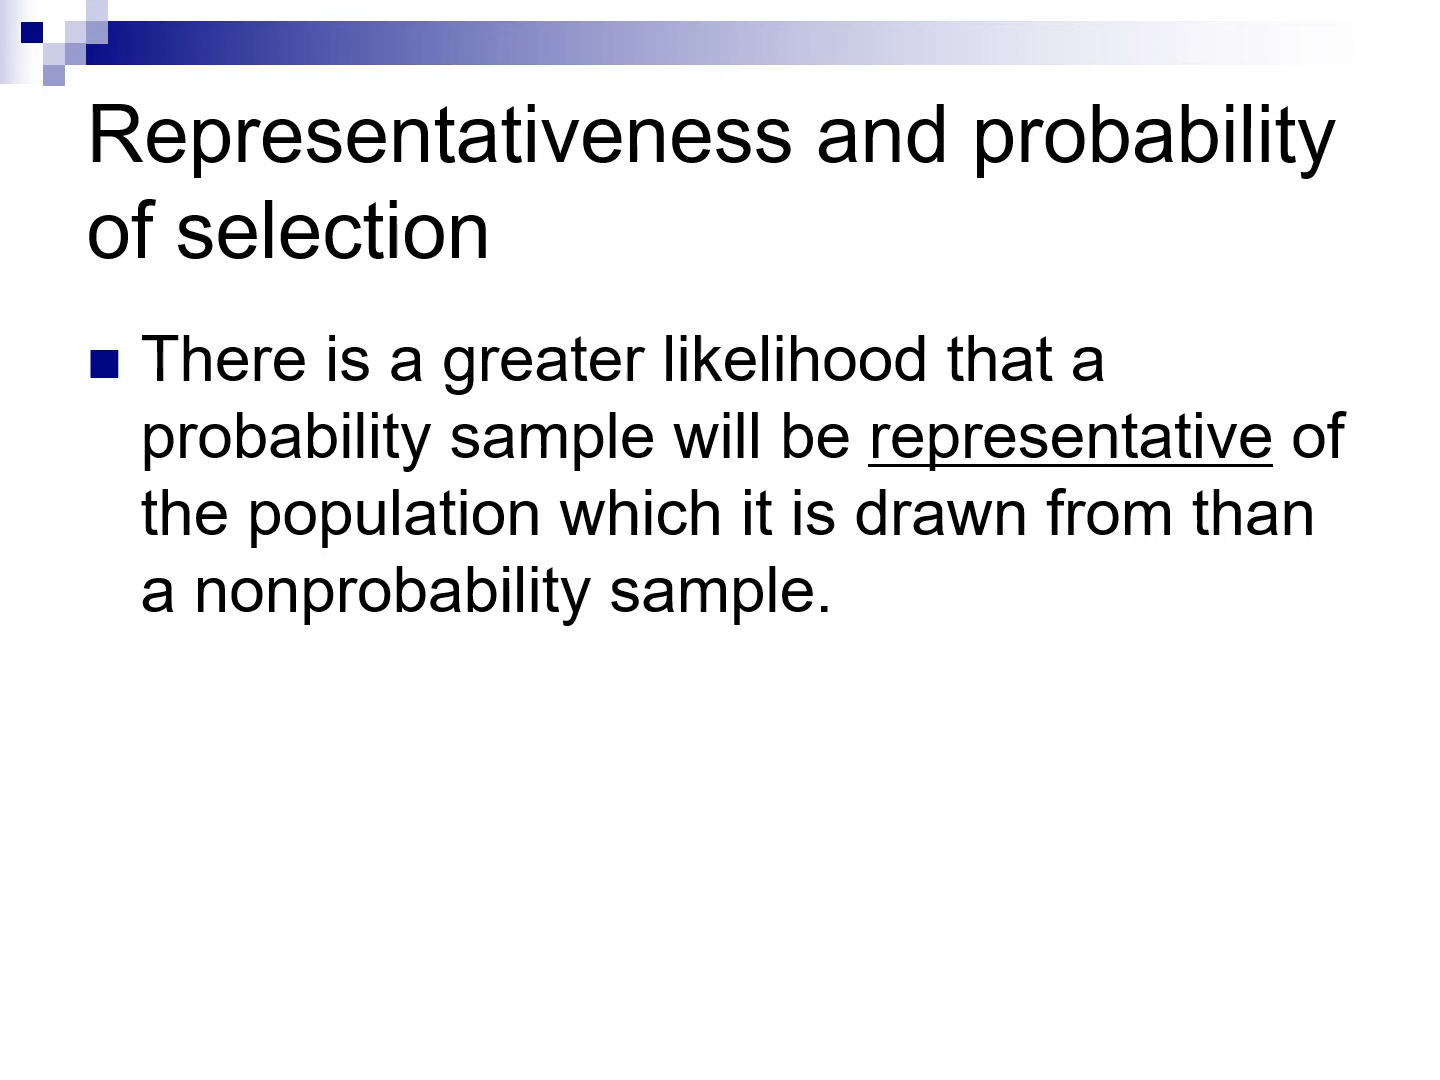 Representativeness and probability
of selection
There is a greater likelihood that a
probability sample will be representative of
the population which it is drawn from than
a nonprobability sample.